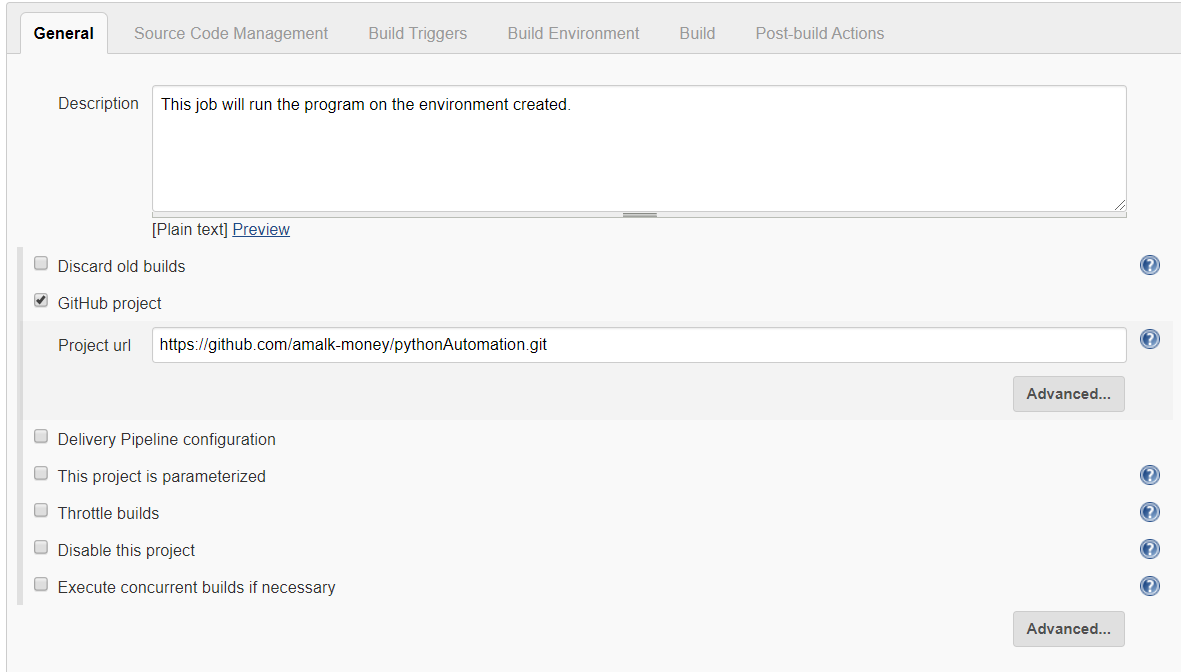 General Source Code Management Build Triggers Build Environment Build Post-build Actions
Description This job will run the program on the environment created.
[Plain text] Preview
Discard old builds ?
GitHub project
Project url https://github.com/amalk-money/pythonAutomation.git ?
Advanced...
Delivery Pipeline configuration
This project is parameterized ?
Throttle builds ?
Disable this project ?
Execute concurrent builds if necessary ?
Advanced...